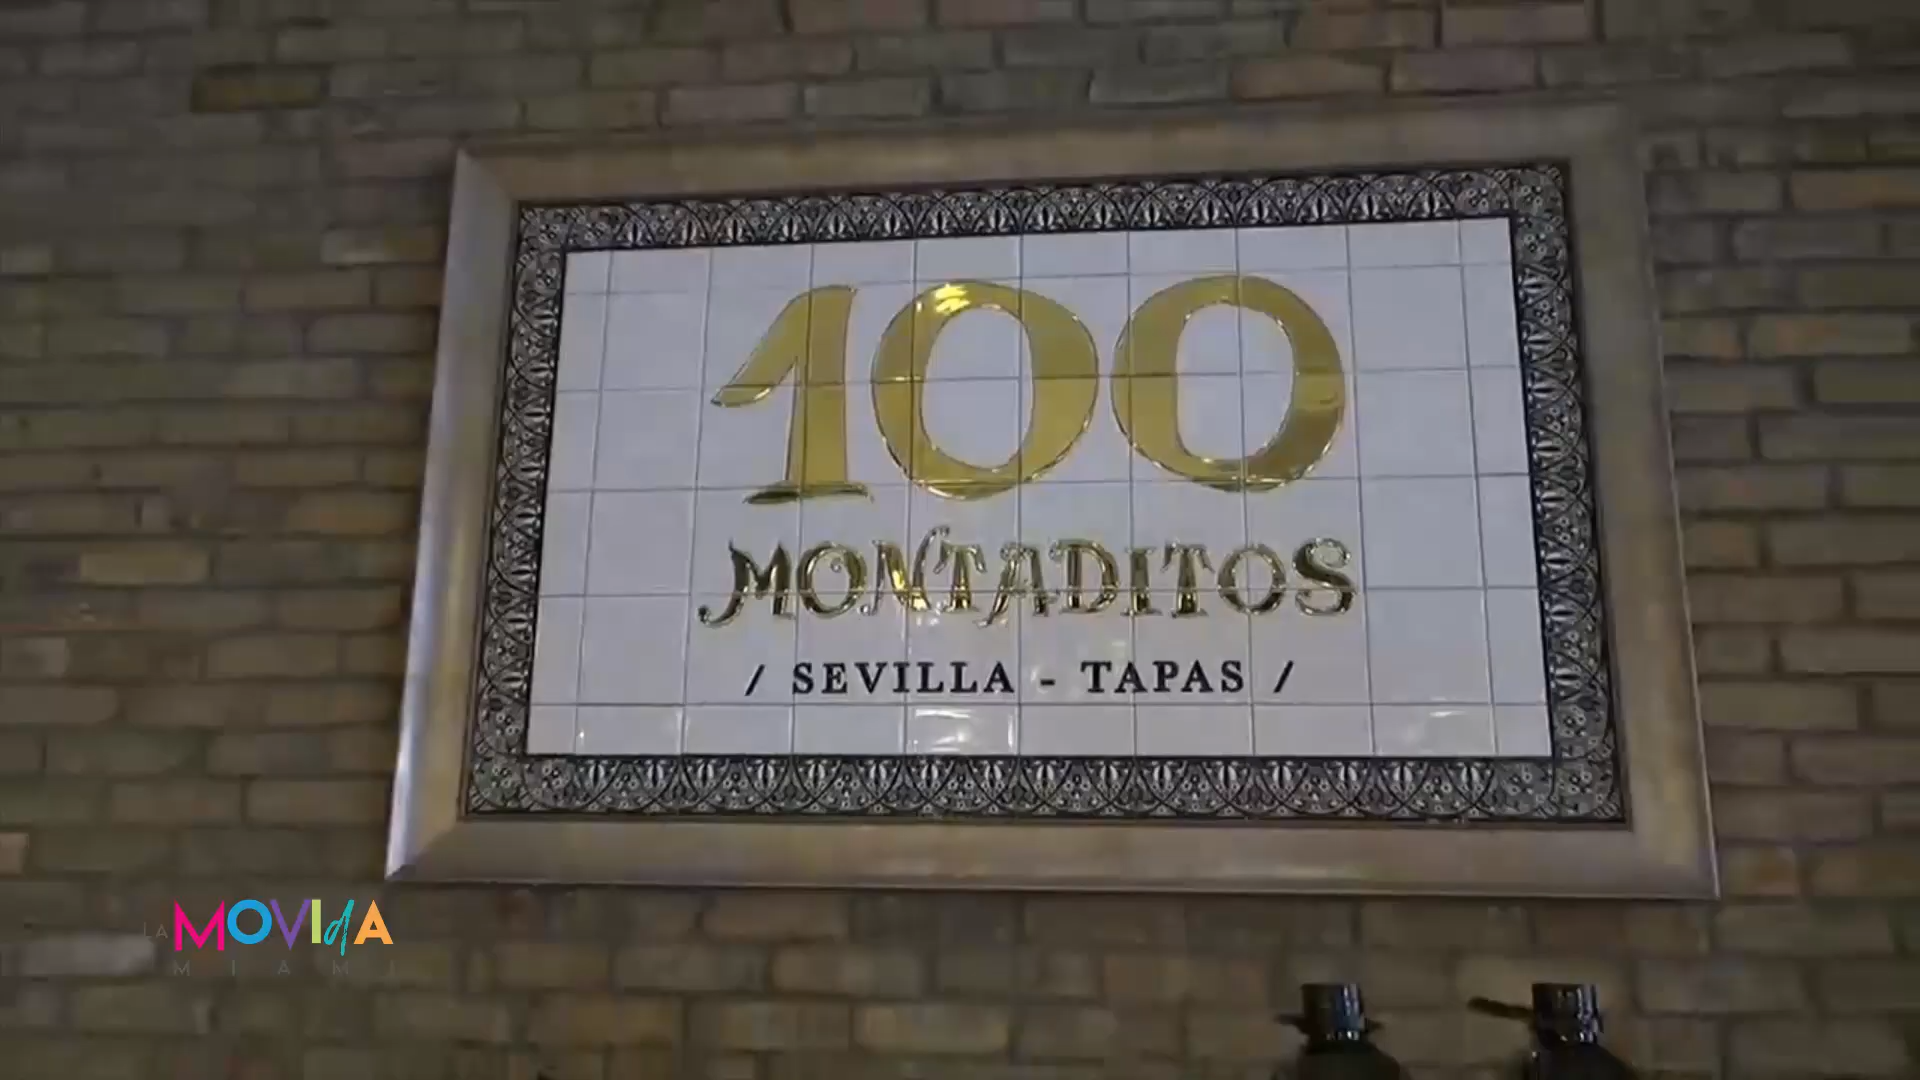 100
MONTADITOS
/ SEVILLA - TAPAS /
LA MOVIdA
MIAMI